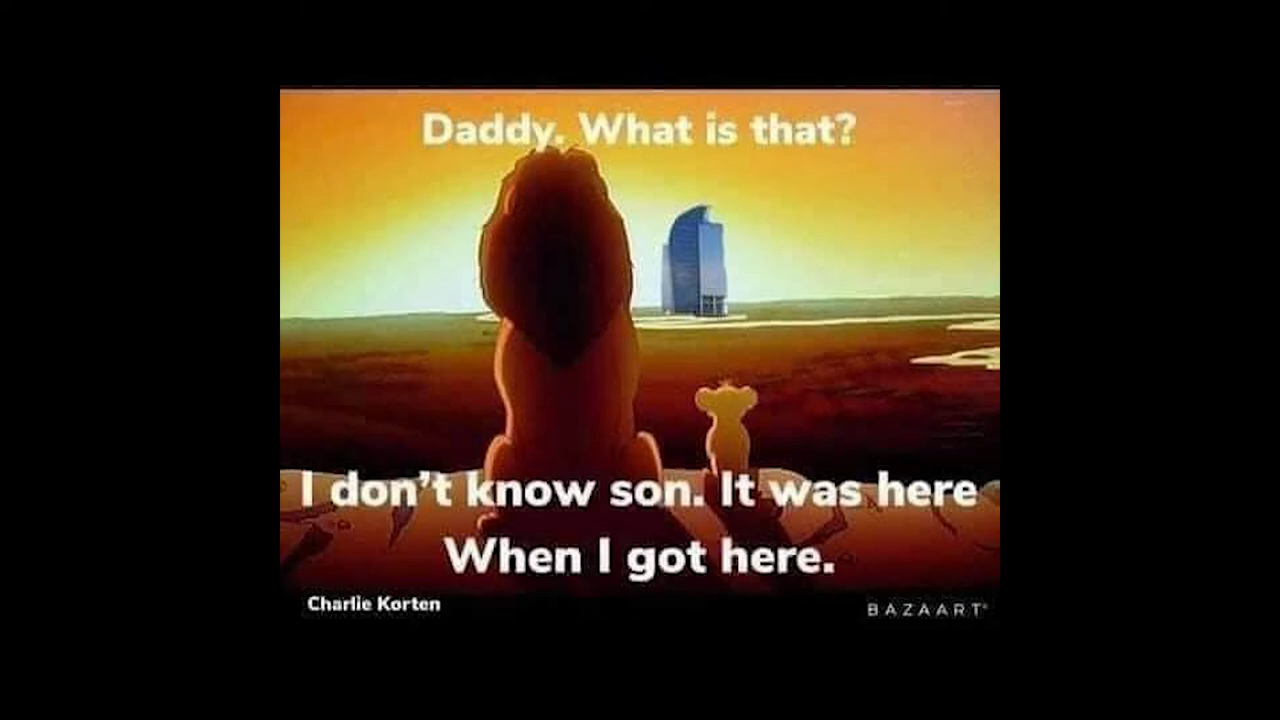 Daddy. What is that?
I don't know son. It was here
When I got here.
Charlie Korten
BAZAART